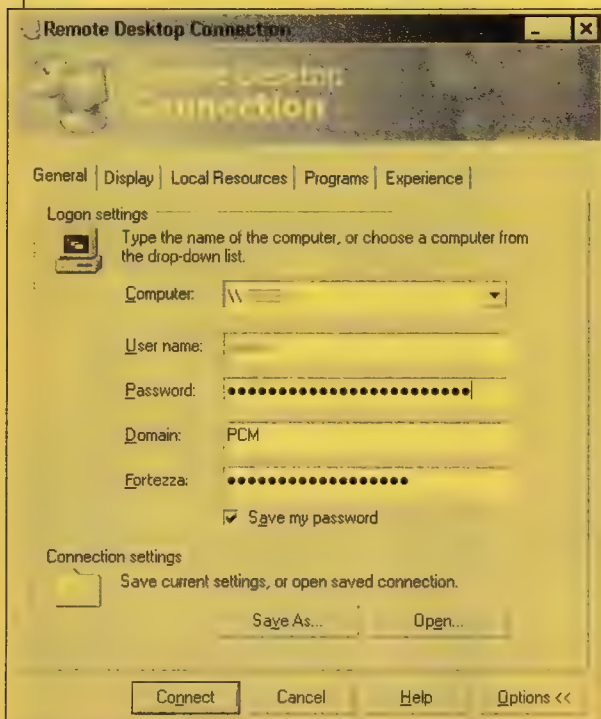 Remote Desktop Connection
Desktop
Connection
General Display Local Resources Programs Experience
Logon settings
Type the name of the computer, or choose a computer from
the drop-down list.
Computer: \\
User name:
Password: ••••••••••••••••••••••••
Domain: PCM
Fortezza: ••••••••••••••••••
Save my password
Connection settings
Save current settings, or open saved connection.
Save As... Open...
Connect Cancel Help Options <<